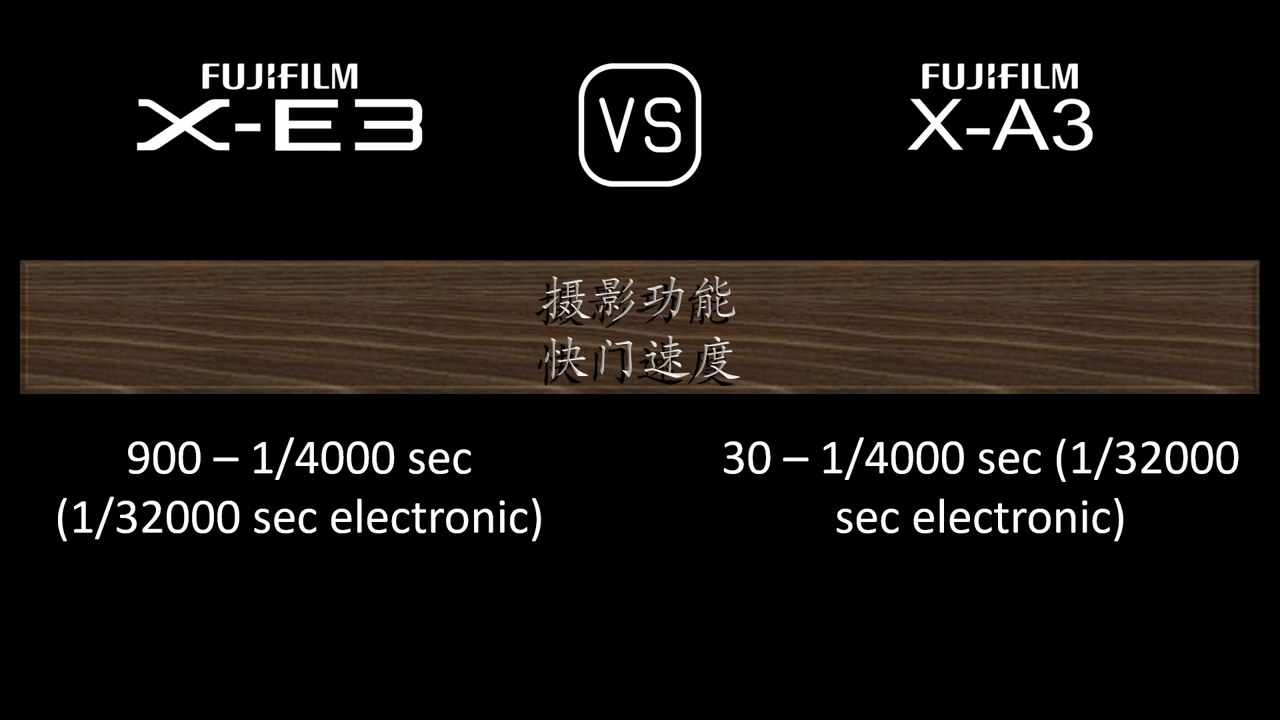 FUJIFILM
X-E3
VS
FUJIFILM
X-A3
摄影功能
快门速度
900 – 1/4000 sec
(1/32000 sec electronic)
30 – 1/4000 sec (1/32000
sec electronic)